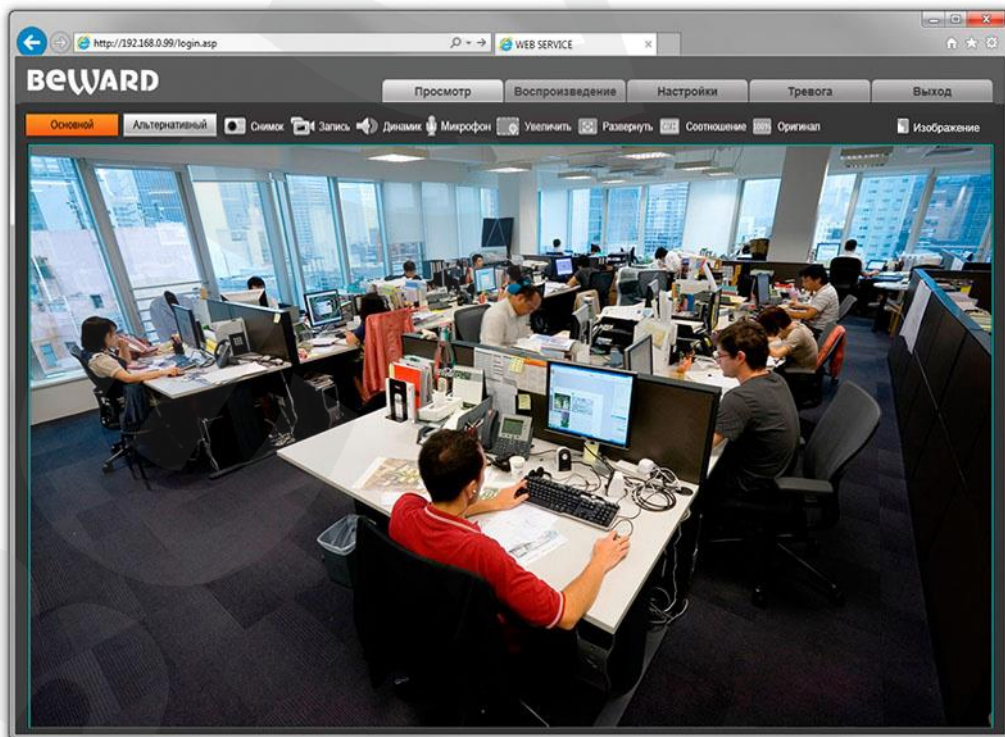 http://192.168.0.99/login.asp WEB SERVICE
BEWARD
Просмотр Воспроизведение Настройки Тревога Выход
Основной Альтернативный Снимок Запись Динамик Микрофон Увеличить Развернуть Соотношение 100% Оригинал Изображение